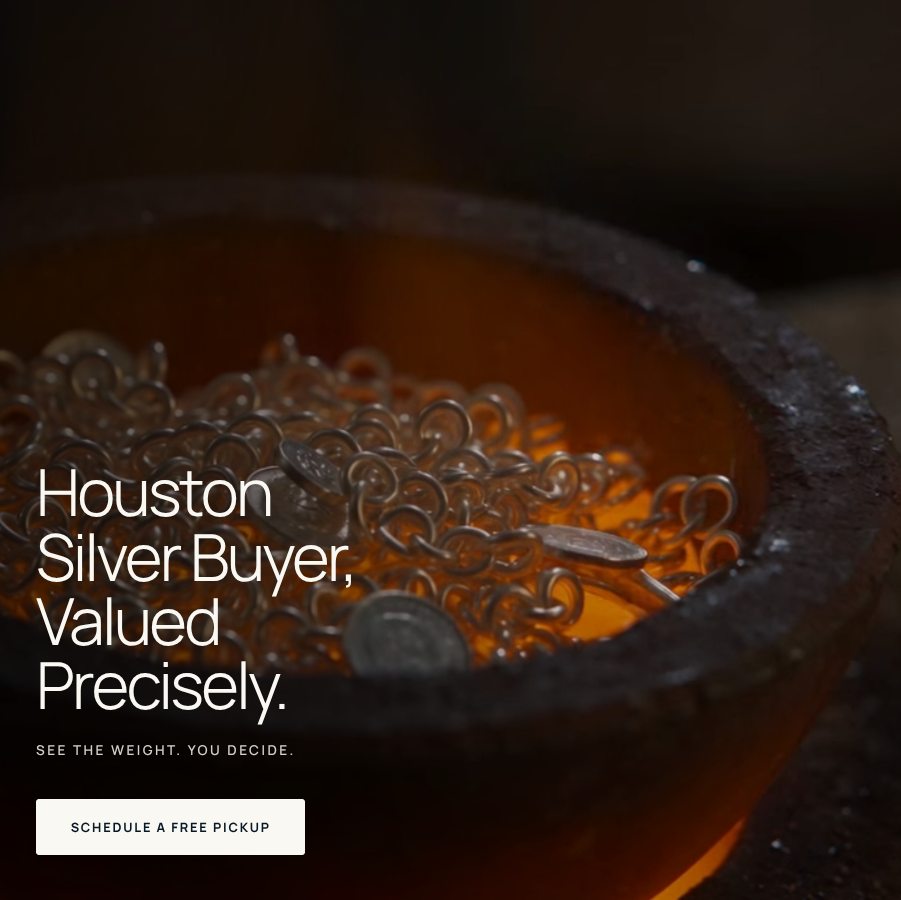 Houston
Silver Buyer,
Valued
Precisely.
SEE THE WEIGHT. YOU DECIDE.
SCHEDULE A FREE PICKUP